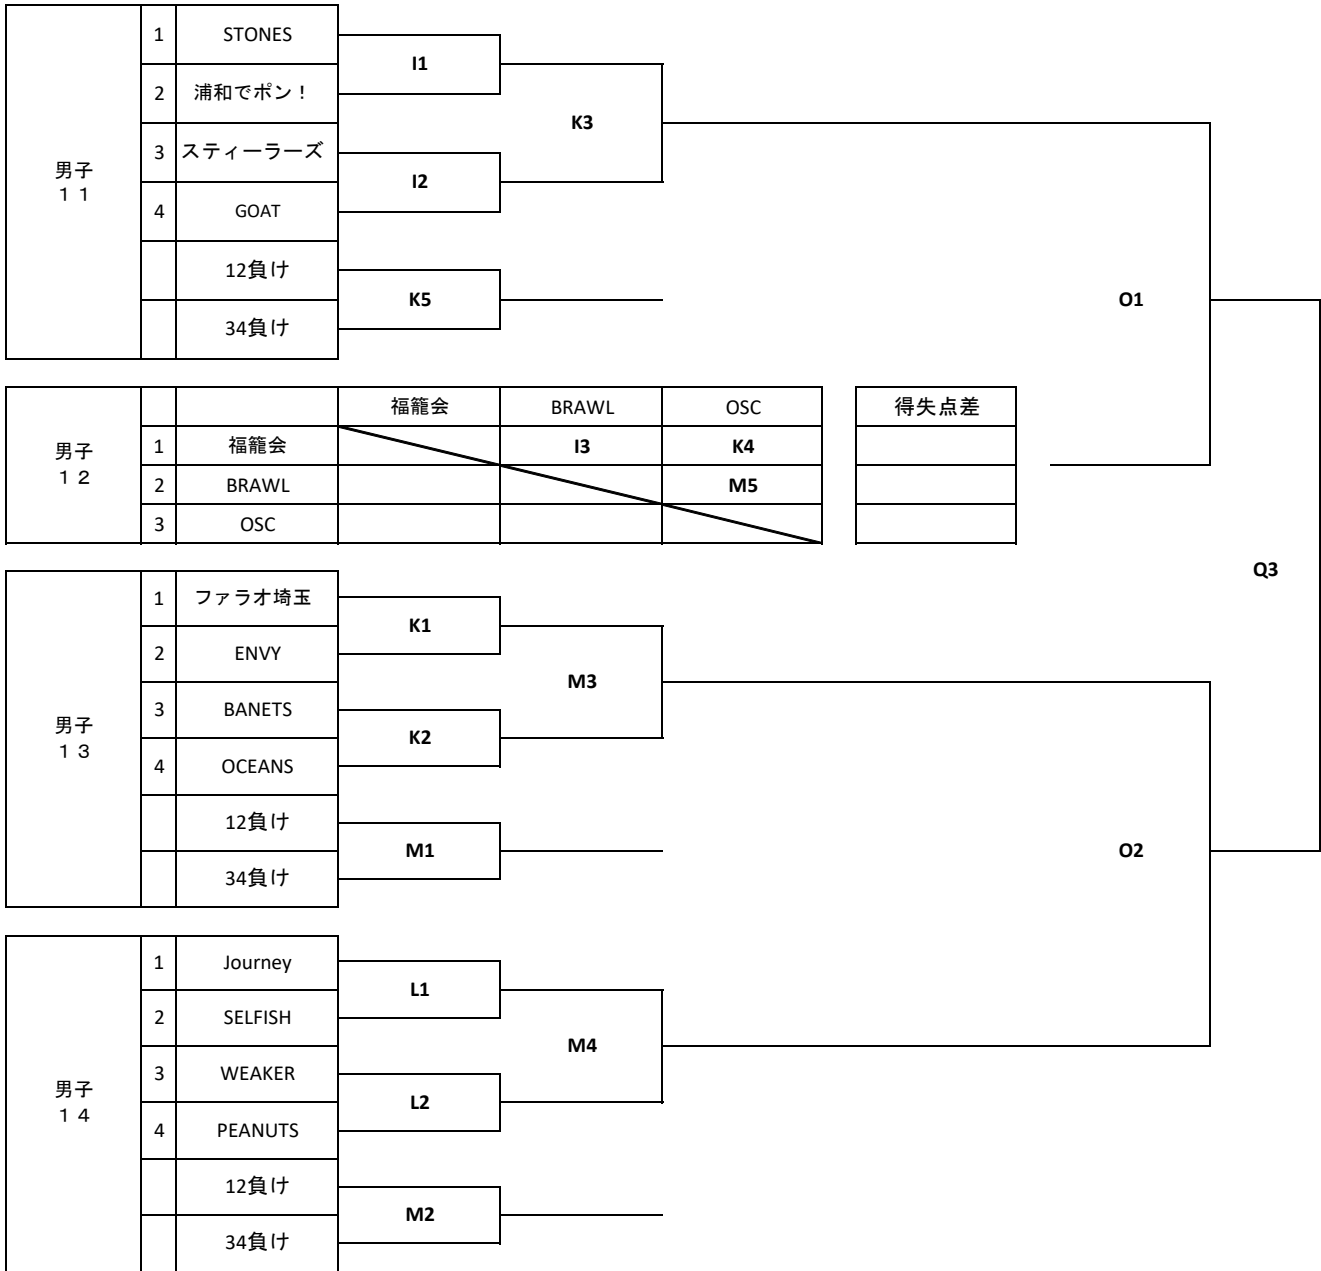 男子
１１
1 STONES
I1
2 浦和でポン！
K3
3 スティーラーズ
I2
4 GOAT
12負け
K5
34負け
O1
男子
１２
福籠会 BRAWL OSC 得失点差
1 福籠会 I3 K4
2 BRAWL M5
3 OSC
Q3
男子
１３
1 ファラオ埼玉
K1
2 ENVY
M3
3 BANETS
K2
4 OCEANS
12負け
M1
34負け
O2
男子
１４
1 Journey
L1
2 SELFISH
M4
3 WEAKER
L2
4 PEANUTS
12負け
M2
34負け